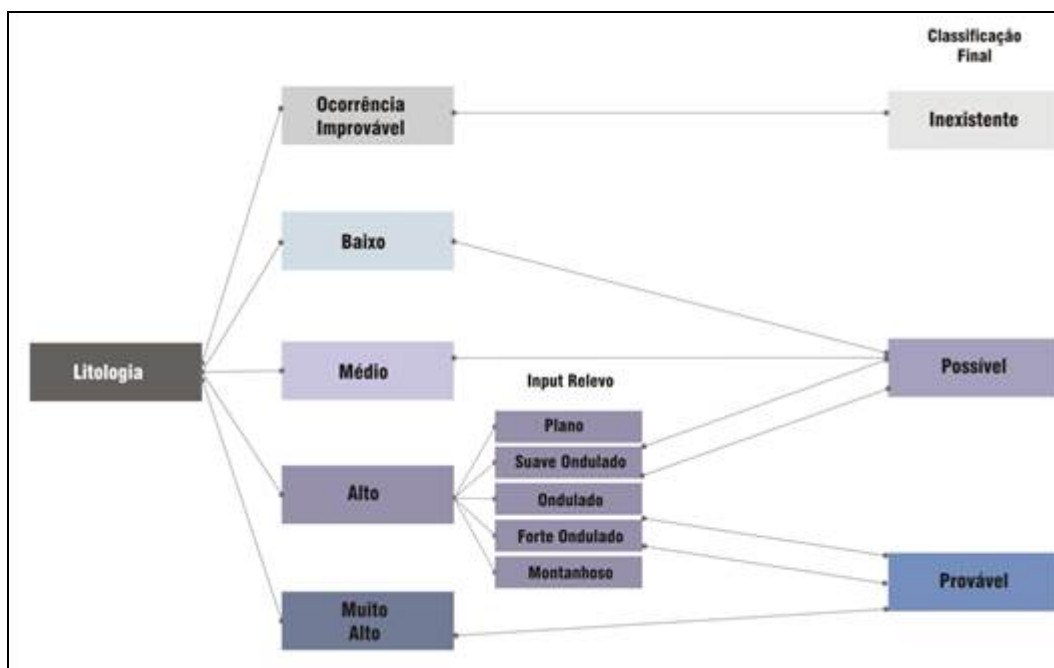 Classificação
Final
Ocorrência
Improvável
Inexistente
Baixo
Litologia
Médio
Input Relevo
Possível
Plano
Suave Ondulado
Alto
Ondulado
Forte Ondulado
Montanhoso
Provável
Muito
Alto